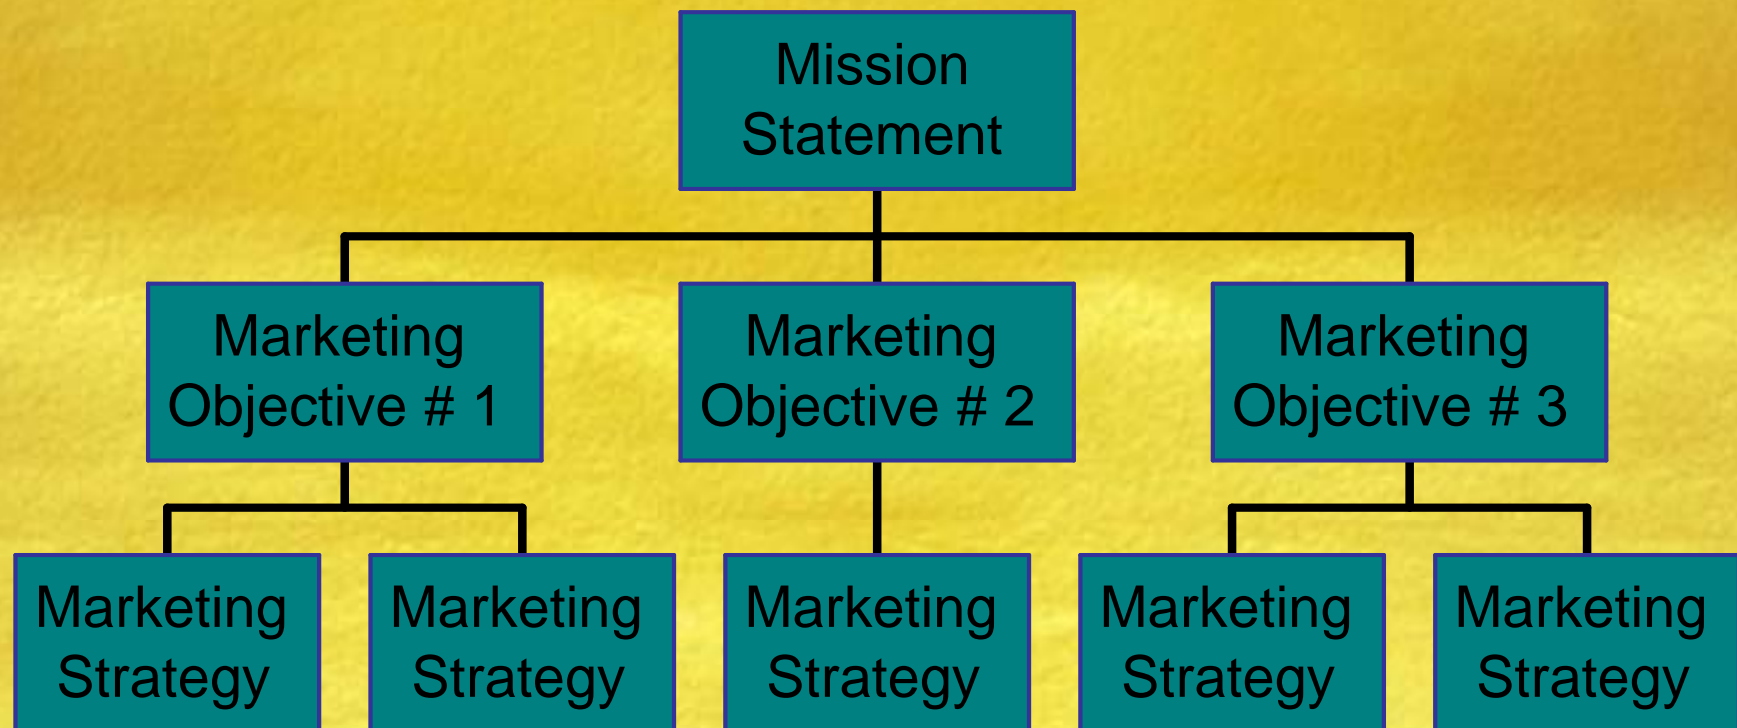 Mission
Statement
Marketing
Objective # 1
Marketing
Objective # 2
Marketing
Objective # 3
Marketing
Strategy
Marketing
Strategy
Marketing
Strategy
Marketing
Strategy
Marketing
Strategy